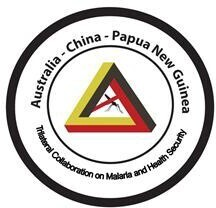 Australia - China - Papua New Guinea
Trilateral Collaboration on Malaria and Health Security